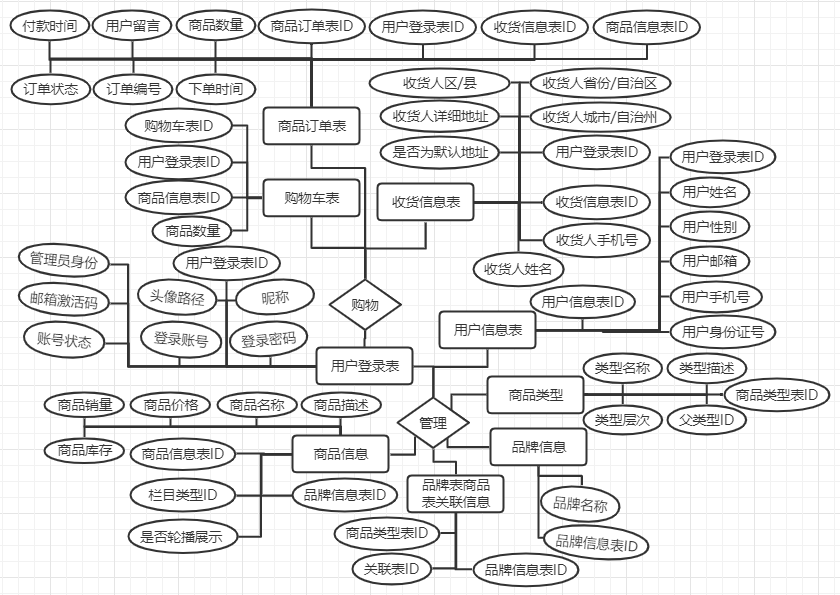 付款时间
用户留言
商品数量
商品订单表ID
用户登录表ID
收货信息表ID
商品信息表ID
订单状态
订单编号
下单时间
收货人区/县
收货人省份/自治区
购物车表ID
商品订单表
收货人详细地址
收货人城市/自治州
用户登录表ID
是否为默认地址
用户登录表ID
用户登录表ID
商品信息表ID
购物车表
收货信息表
收货信息表ID
用户姓名
商品数量
收货人手机号
用户性别
管理员身份
用户登录表ID
收货人姓名
用户邮箱
邮箱激活码
头像路径
昵称
购物
用户信息表ID
用户手机号
账号状态
登录账号
登录密码
用户信息表
用户身份证号
用户登录表
类型名称
类型描述
商品销量
商品价格
商品名称
商品描述
商品类型
商品类型表ID
管理
类型层次
父类型ID
商品库存
商品信息表ID
商品信息
品牌信息
栏目类型ID
品牌信息表ID
品牌表商品
表关联信息
品牌名称
是否轮播展示
商品类型表ID
品牌信息表ID
关联表ID
品牌信息表ID